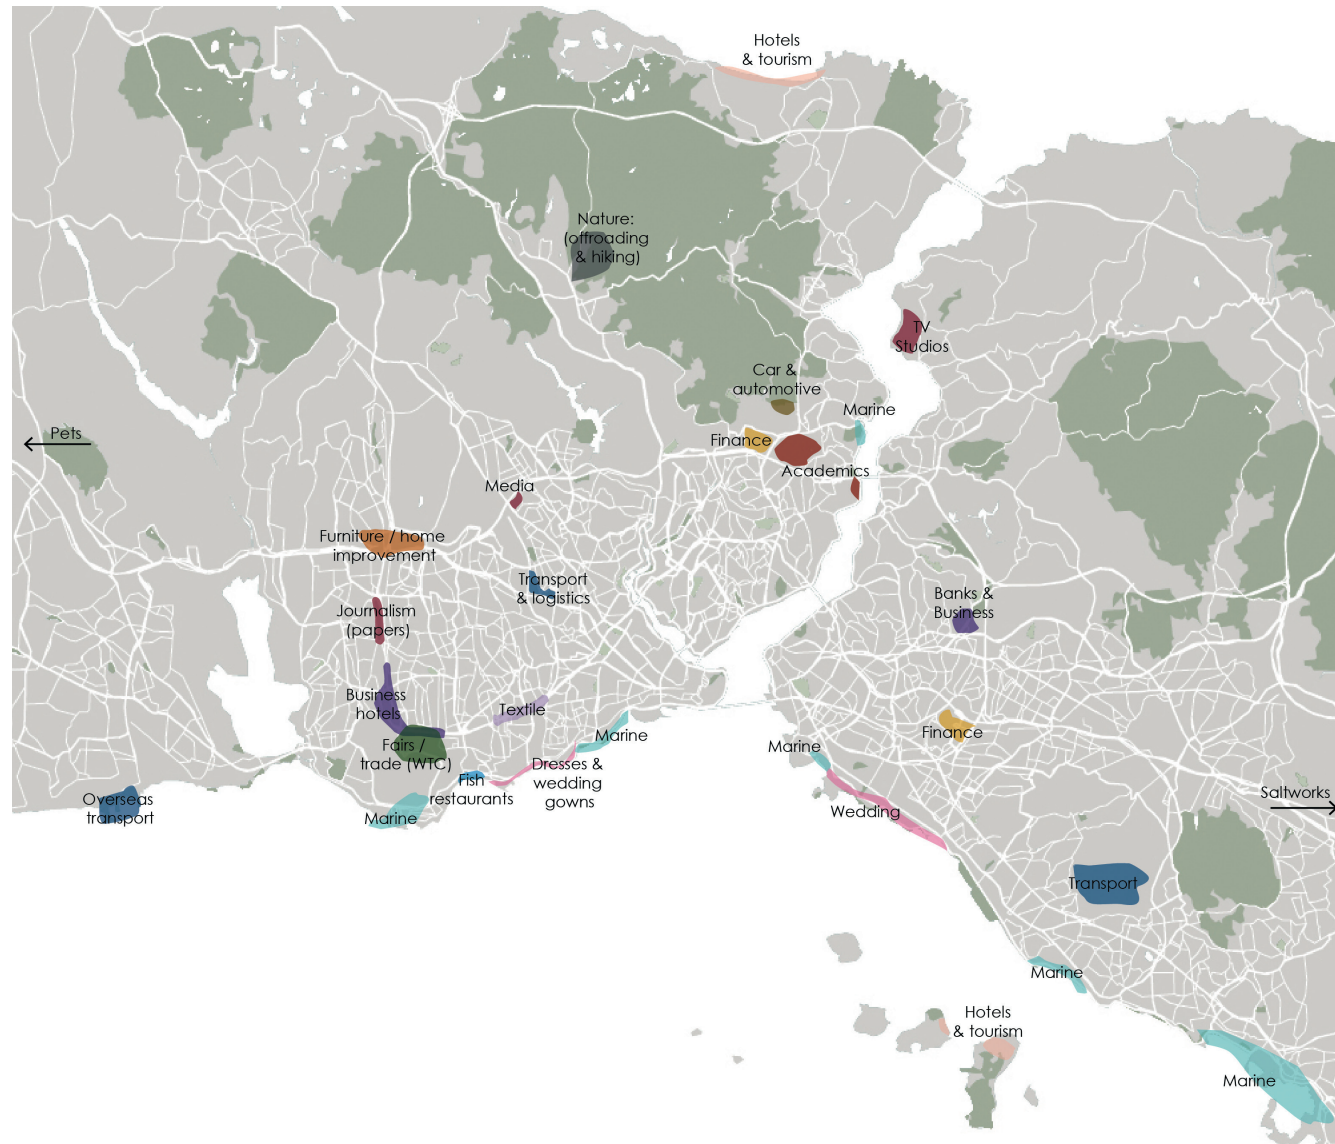 Hotels
& tourism
Nature:
(offroading
& hiking)
TV
Studios
Car &
automotive
Marine
Pets
Finance
Academics
Media
Furniture / home
improvement
Transport
& logistics
Journalism
(papers)
Banks &
Business
Business
hotels
Textile
Marine
Finance
Fairs /
trade (WTC)
Marine
Fish
restaurants
Dresses &
wedding
gowns
Overseas
transport
Marine
Wedding
Saltworks
Transport
Marine
Hotels
& tourism
Marine